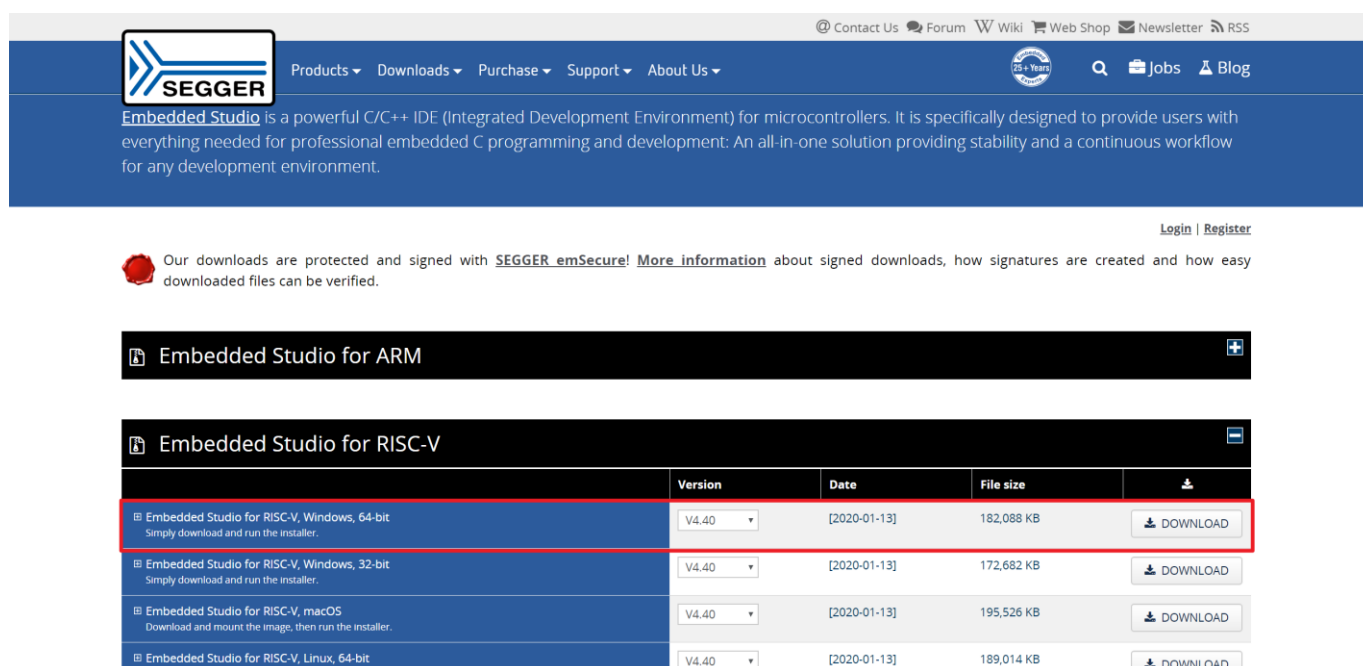 Contact Us Forum Wiki Web Shop Newsletter RSS
SEGGER
Products Downloads Purchase Support About Us
25+ Years
Jobs Blog
Embedded Studio is a powerful C/C++ IDE (Integrated Development Environment) for microcontrollers. It is specifically designed to provide users with
everything needed for professional embedded C programming and development: An all-in-one solution providing stability and a continuous workflow
for any development environment.
Login | Register
Our downloads are protected and signed with SEGGER emSecure! More information about signed downloads, how signatures are created and how easy
downloaded files can be verified.
Embedded Studio for ARM
Embedded Studio for RISC-V
Version Date File size
Embedded Studio for RISC-V, Windows, 64-bit V4.40 [2020-01-13] 182,088 KB DOWNLOAD
Simply download and run the installer.
Embedded Studio for RISC-V, Windows, 32-bit V4.40 [2020-01-13] 172,682 KB DOWNLOAD
Simply download and run the installer.
Embedded Studio for RISC-V, macOS V4.40 [2020-01-13] 195,526 KB DOWNLOAD
Download and mount the image, then run the installer.
Embedded Studio for RISC-V, Linux, 64-bit V4.40 [2020-01-13] 189,014 KB DOWNLOAD